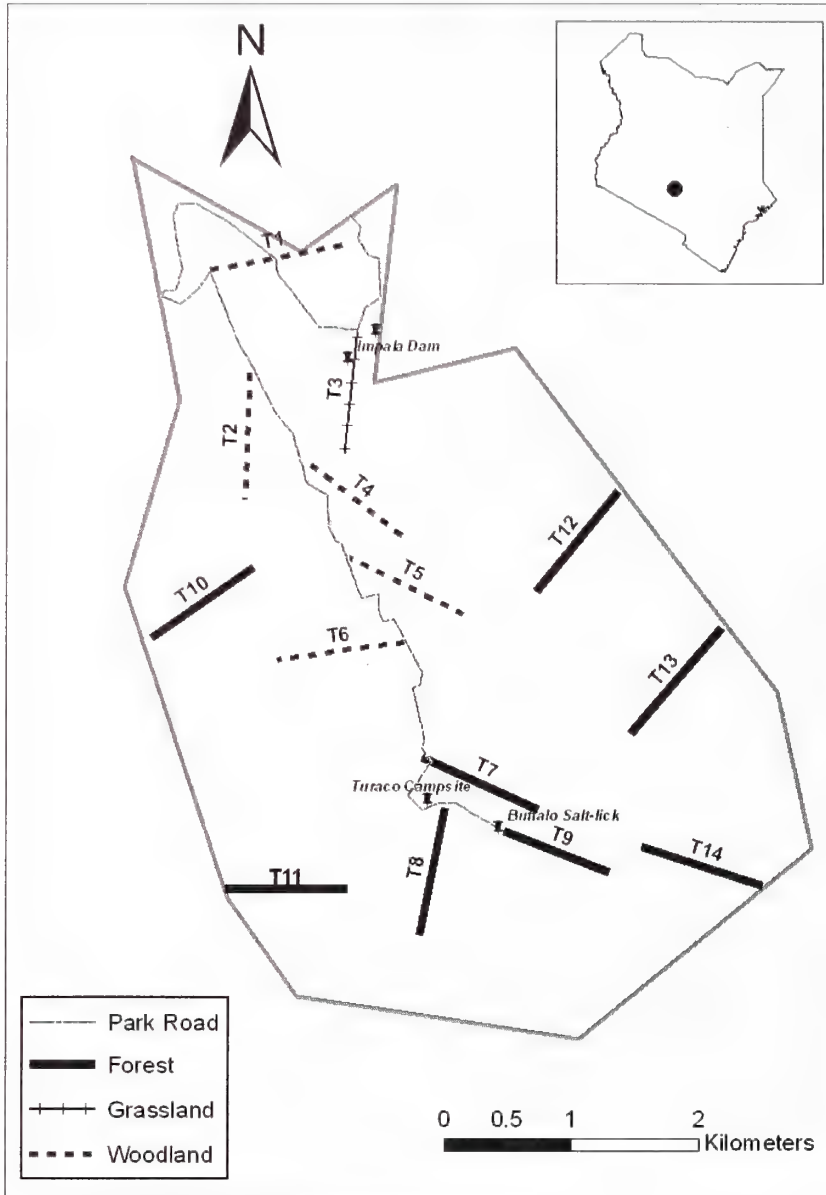 N
T1
Impala Dam
T3
T2
T4
T12
T5
T10
T6
T13
T7
Turaco Campsite
Buffalo Salt-lick
T9
T14
T8
T11
Park Road
Forest
Grassland
Woodland
0 0.5 1 2
Kilometers